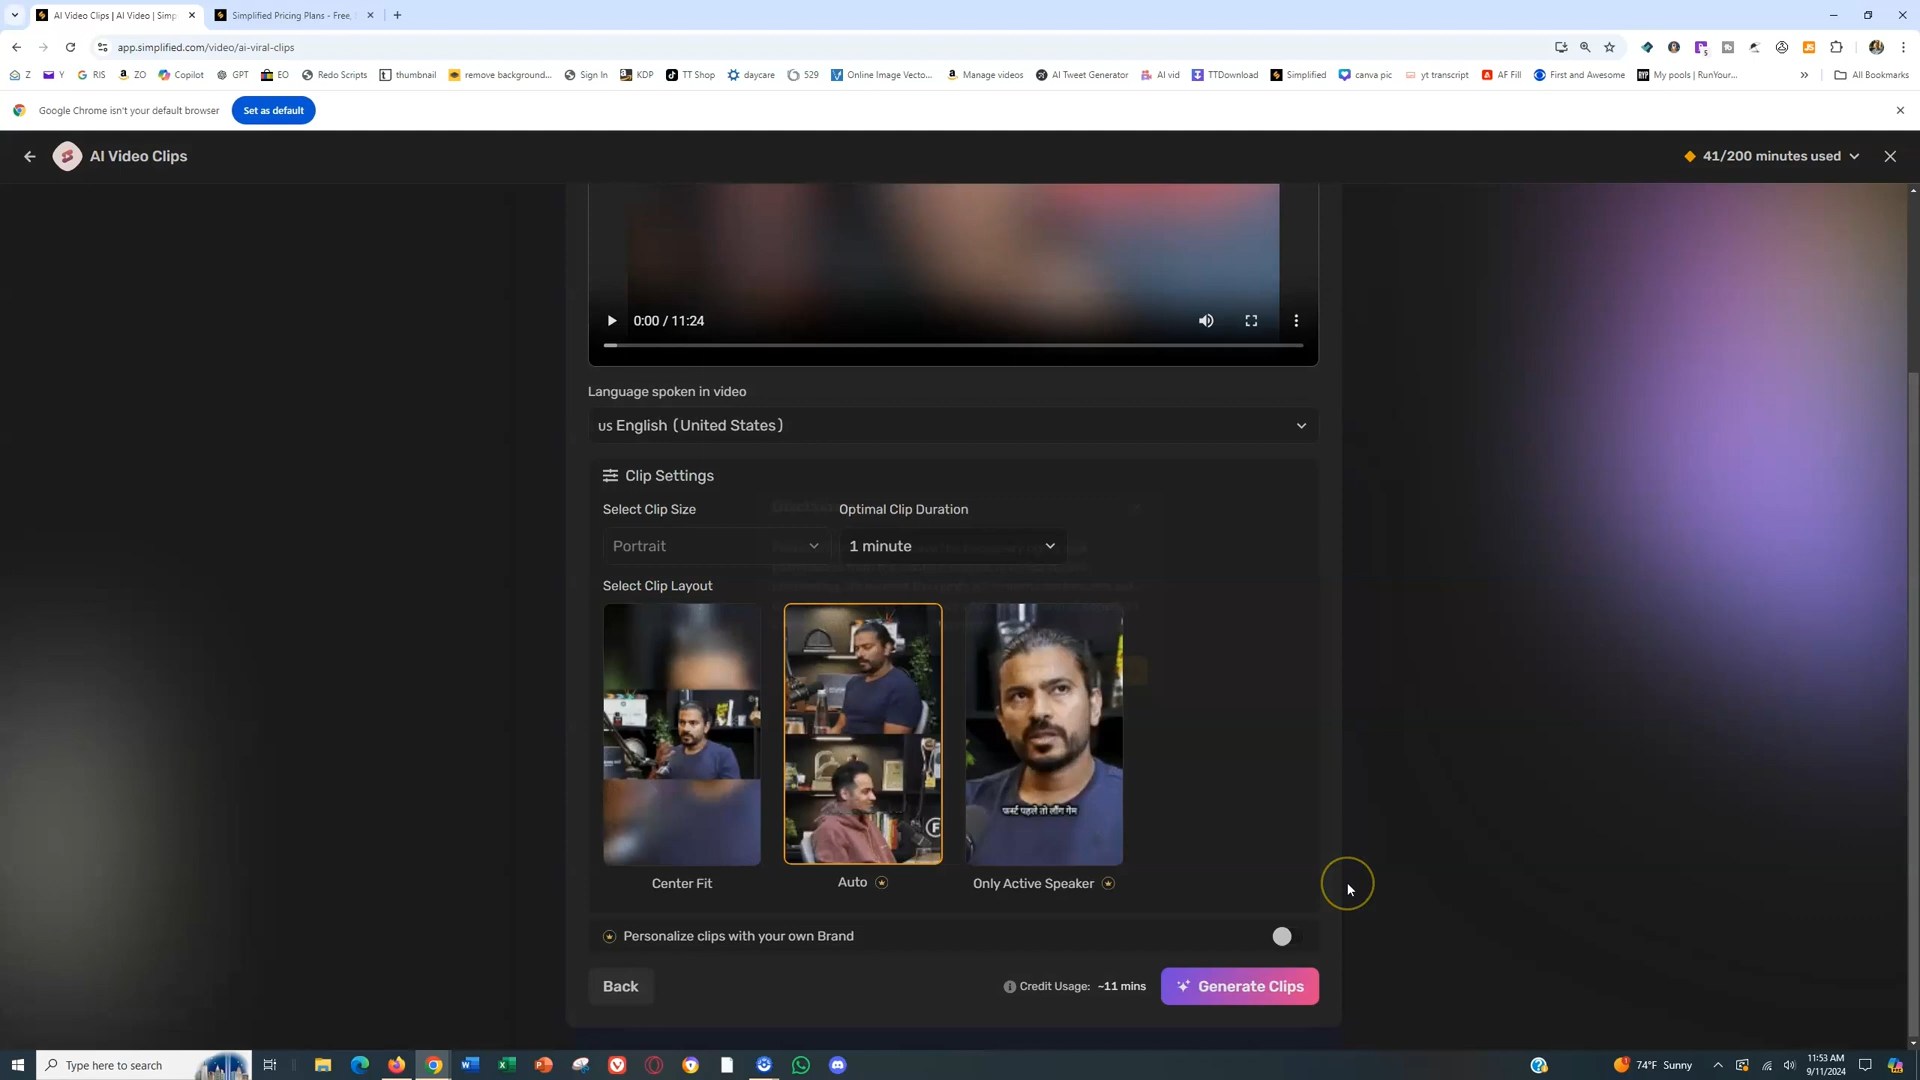 AI Video Clips | AI Video | Simp
Simplified Pricing Plans - Free,
app.simplified.com/video/ai-viral-clips
Z
Y
RIS
ZO
Copilot
GPT
EO
Redo Scripts
thumbnail
remove background...
Sign In
KDP
TT Shop
daycare
529
Online Image Vecto...
Manage videos
AI Tweet Generator
AI vid
TTDownload
Simplified
canva pic
yt transcript
AF Fill
First and Awesome
My pools | RunYour...
All Bookmarks
Google Chrome isn't your default browser
Set as default
AI Video Clips
41/200 minutes used
0:00 / 11:24
Language spoken in video
US English (United States)
Clip Settings
Select Clip Size
Optimal Clip Duration
Portrait
1 minute
Select Clip Layout
फर्स्ट पहले तो लौंग गेम
Center Fit
Auto
Only Active Speaker
Personalize clips with your own Brand
Back
Credit Usage: ~11 mins
Generate Clips
Type here to search
74°F Sunny
11:53 AM
9/11/2024